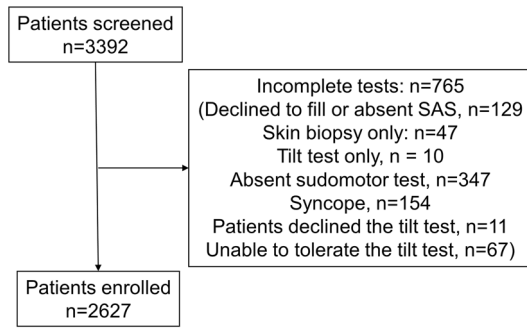 Patients screened
n=3392
Incomplete tests: n=765
(Declined to fill or absent SAS, n=129
Skin biopsy only: n=47
Tilt test only, n = 10
Absent sudomotor test, n=347
Syncope, n=154
Patients declined the tilt test, n=11
Unable to tolerate the tilt test, n=67)
Patients enrolled
n=2627